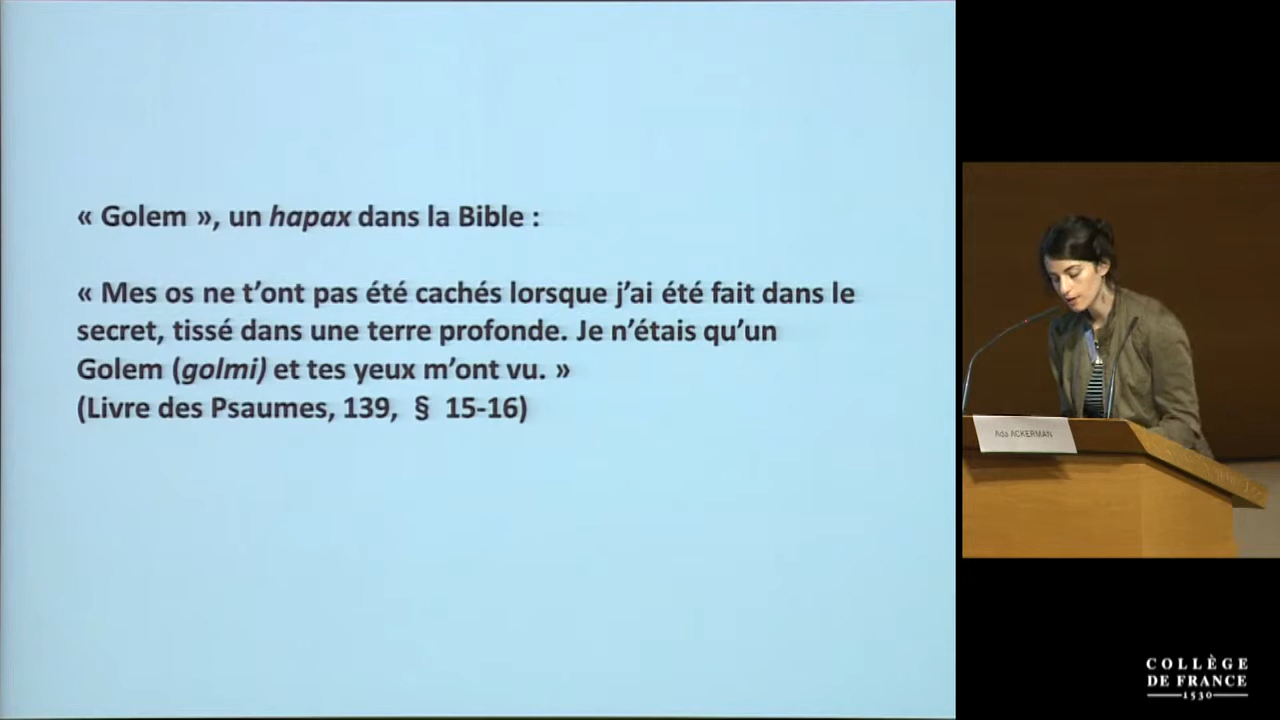 « Golem », un hapax dans la Bible :
« Mes os ne t’ont pas été cachés lorsque j’ai été fait dans le
secret, tissé dans une terre profonde. Je n’étais qu’un
Golem (golmi) et tes yeux m’ont vu. »
(Livre des Psaumes, 139, § 15-16)
Ada ACKERMAN
COLLÈGE
DE FRANCE
1530